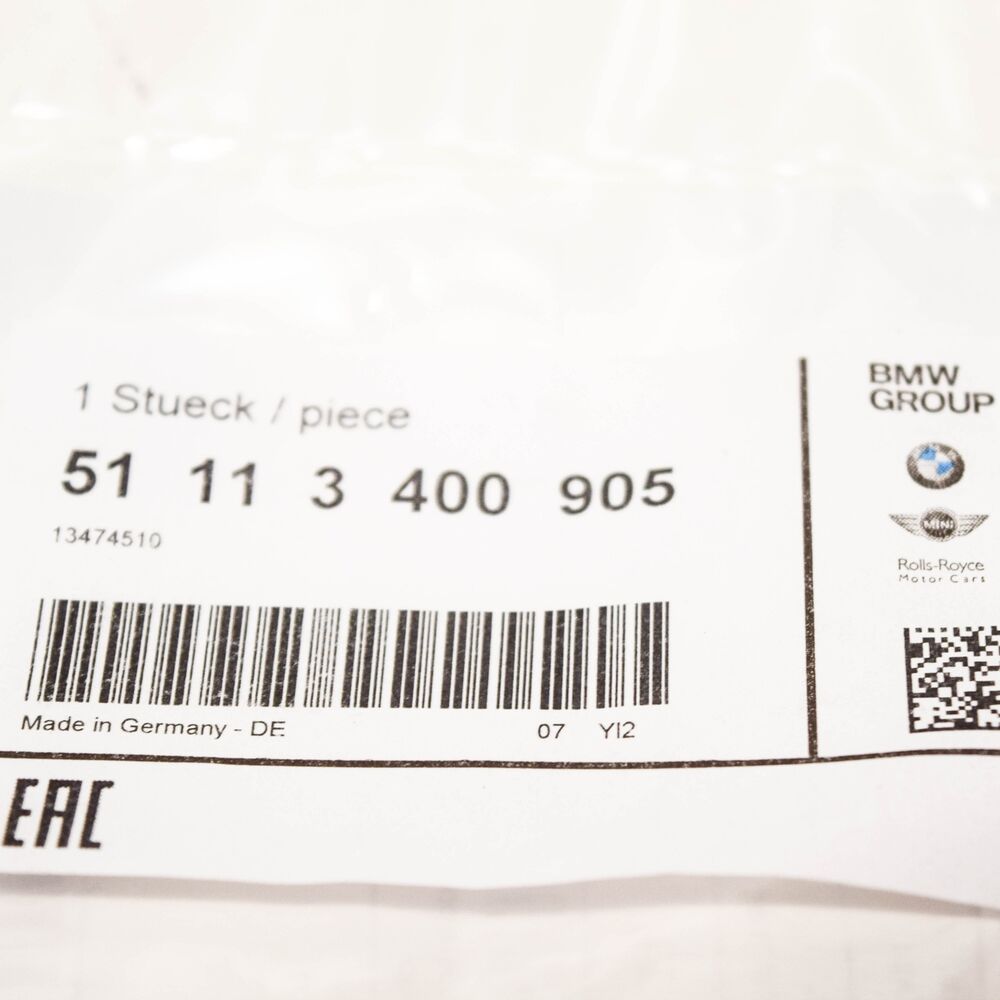 1 Stueck / piece
51 11 3 400 905
13474510
Made in Germany - DE 07 YI2
BMW
GROUP
MINI
Rolls-Royce
Motor Cars
EAC